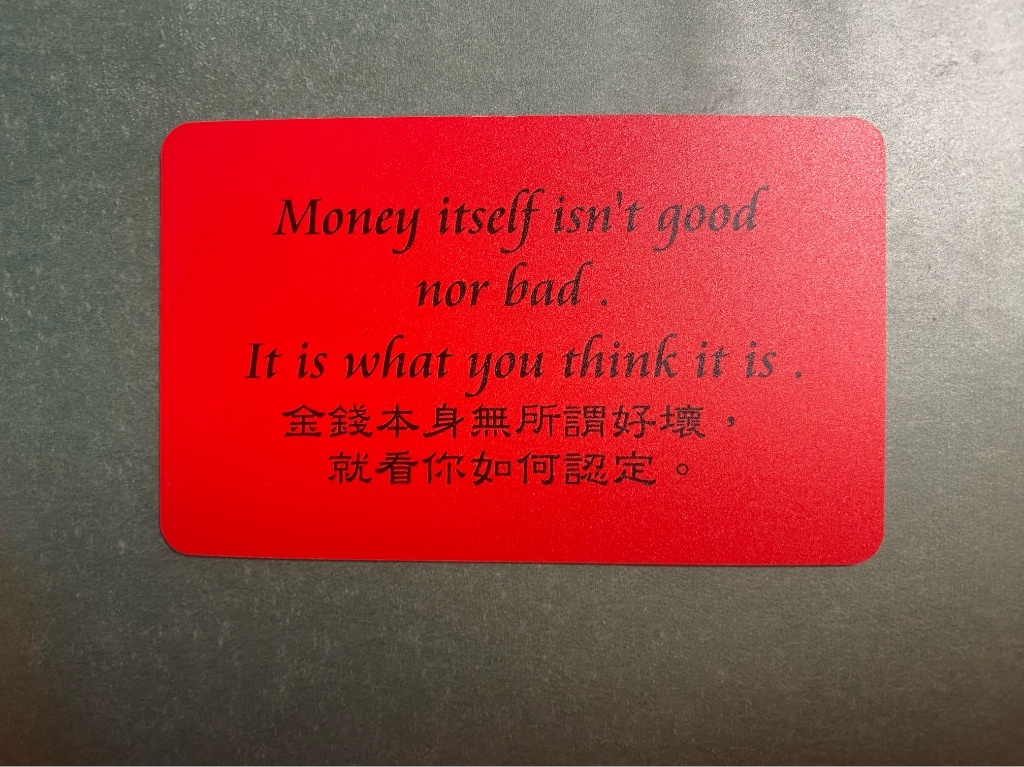 Money itself isn't good
nor bad .
It is what you think it is .
金錢本身無所謂好壞，
就看你如何認定。